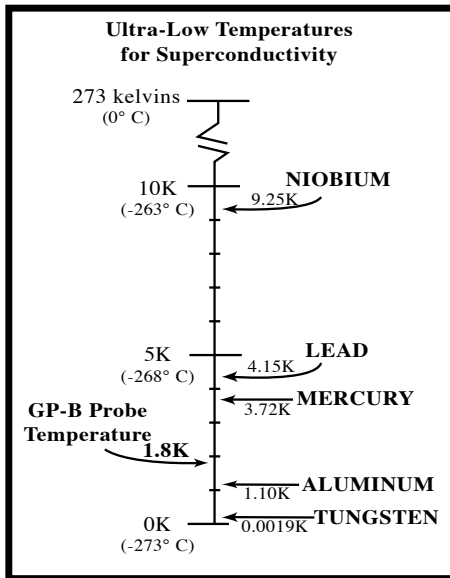 Ultra-Low Temperatures
for Superconductivity
273 kelvins
(0° C)
NIOBIUM
10K
9.25K
(-263° C)
LEAD
5K
4.15K
(-268° C)
MERCURY
3.72K
GP-B Probe
Temperature
1.8K
ALUMINUM
1.10K
TUNGSTEN
0K
0.0019K
(-273° C)